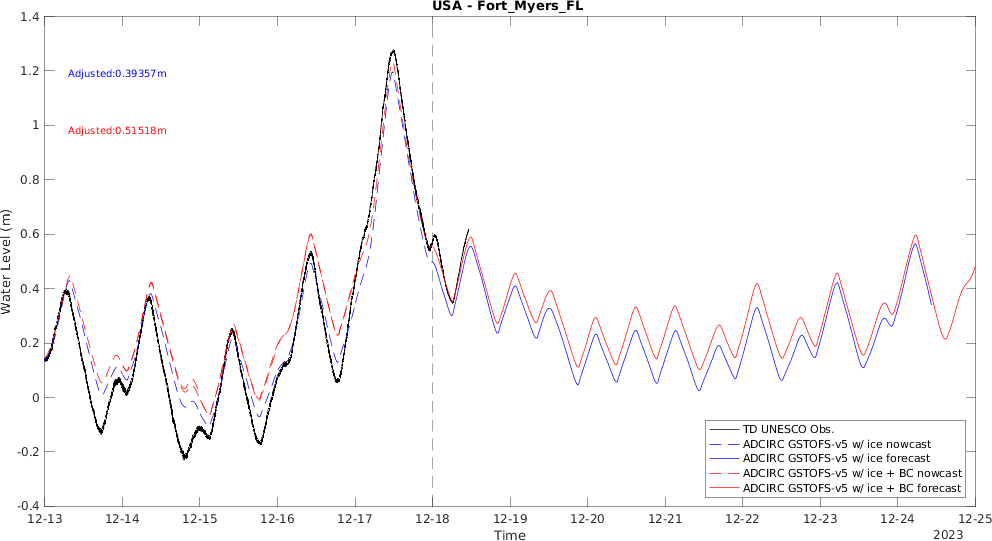 USA - Fort_Myers_FL
1.4
1.2
1
0.8
0.6
0.4
0.2
0
-0.2
-0.4
Water Level (m)
Adjusted:0.39357m
Adjusted:0.51518m
TD UNESCO Obs.
ADCIRC GSTOFS-v5 w/ ice nowcast
ADCIRC GSTOFS-v5 w/ ice forecast
ADCIRC GSTOFS-v5 w/ ice + BC nowcast
ADCIRC GSTOFS-v5 w/ ice + BC forecast
12-13 12-14 12-15 12-16 12-17 12-18 12-19 12-20 12-21 12-22 12-23 12-24 12-25
Time
2023